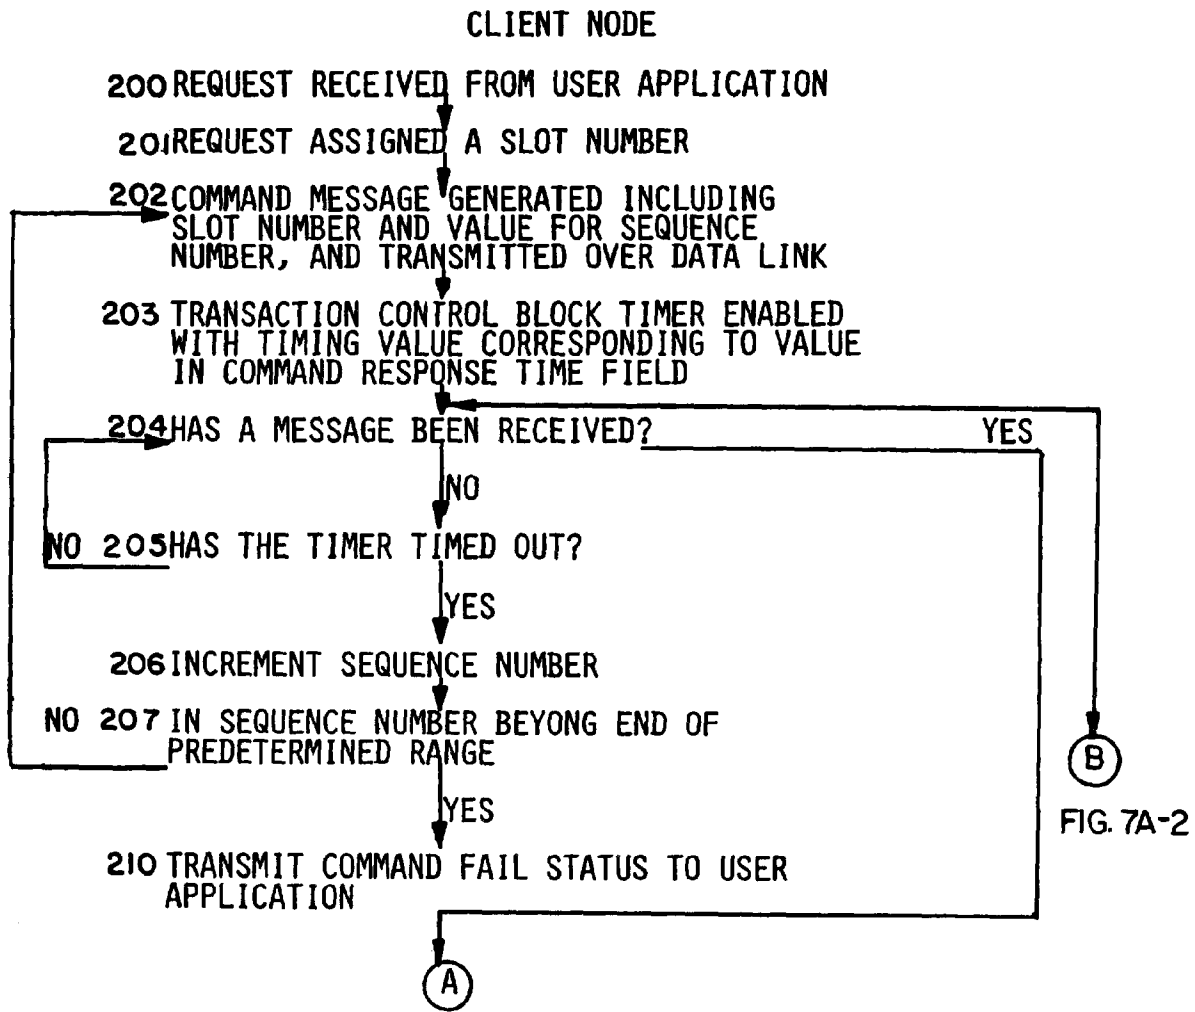 CLIENT NODE
200 REQUEST RECEIVED FROM USER APPLICATION
201 REQUEST ASSIGNED A SLOT NUMBER
202 COMMAND MESSAGE GENERATED INCLUDING
SLOT NUMBER AND VALUE FOR SEQUENCE
NUMBER, AND TRANSMITTED OVER DATA LINK
203 TRANSACTION CONTROL BLOCK TIMER ENABLED
WITH TIMING VALUE CORRESPONDING TO VALUE
IN COMMAND RESPONSE TIME FIELD
204 HAS A MESSAGE BEEN RECEIVED? YES
NO
NO 205 HAS THE TIMER TIMED OUT?
YES
206 INCREMENT SEQUENCE NUMBER
NO 207 IN SEQUENCE NUMBER BEYONG END OF
PREDETERMINED RANGE
B
YES
FIG. 7A-2
210 TRANSMIT COMMAND FAIL STATUS TO USER
APPLICATION
A